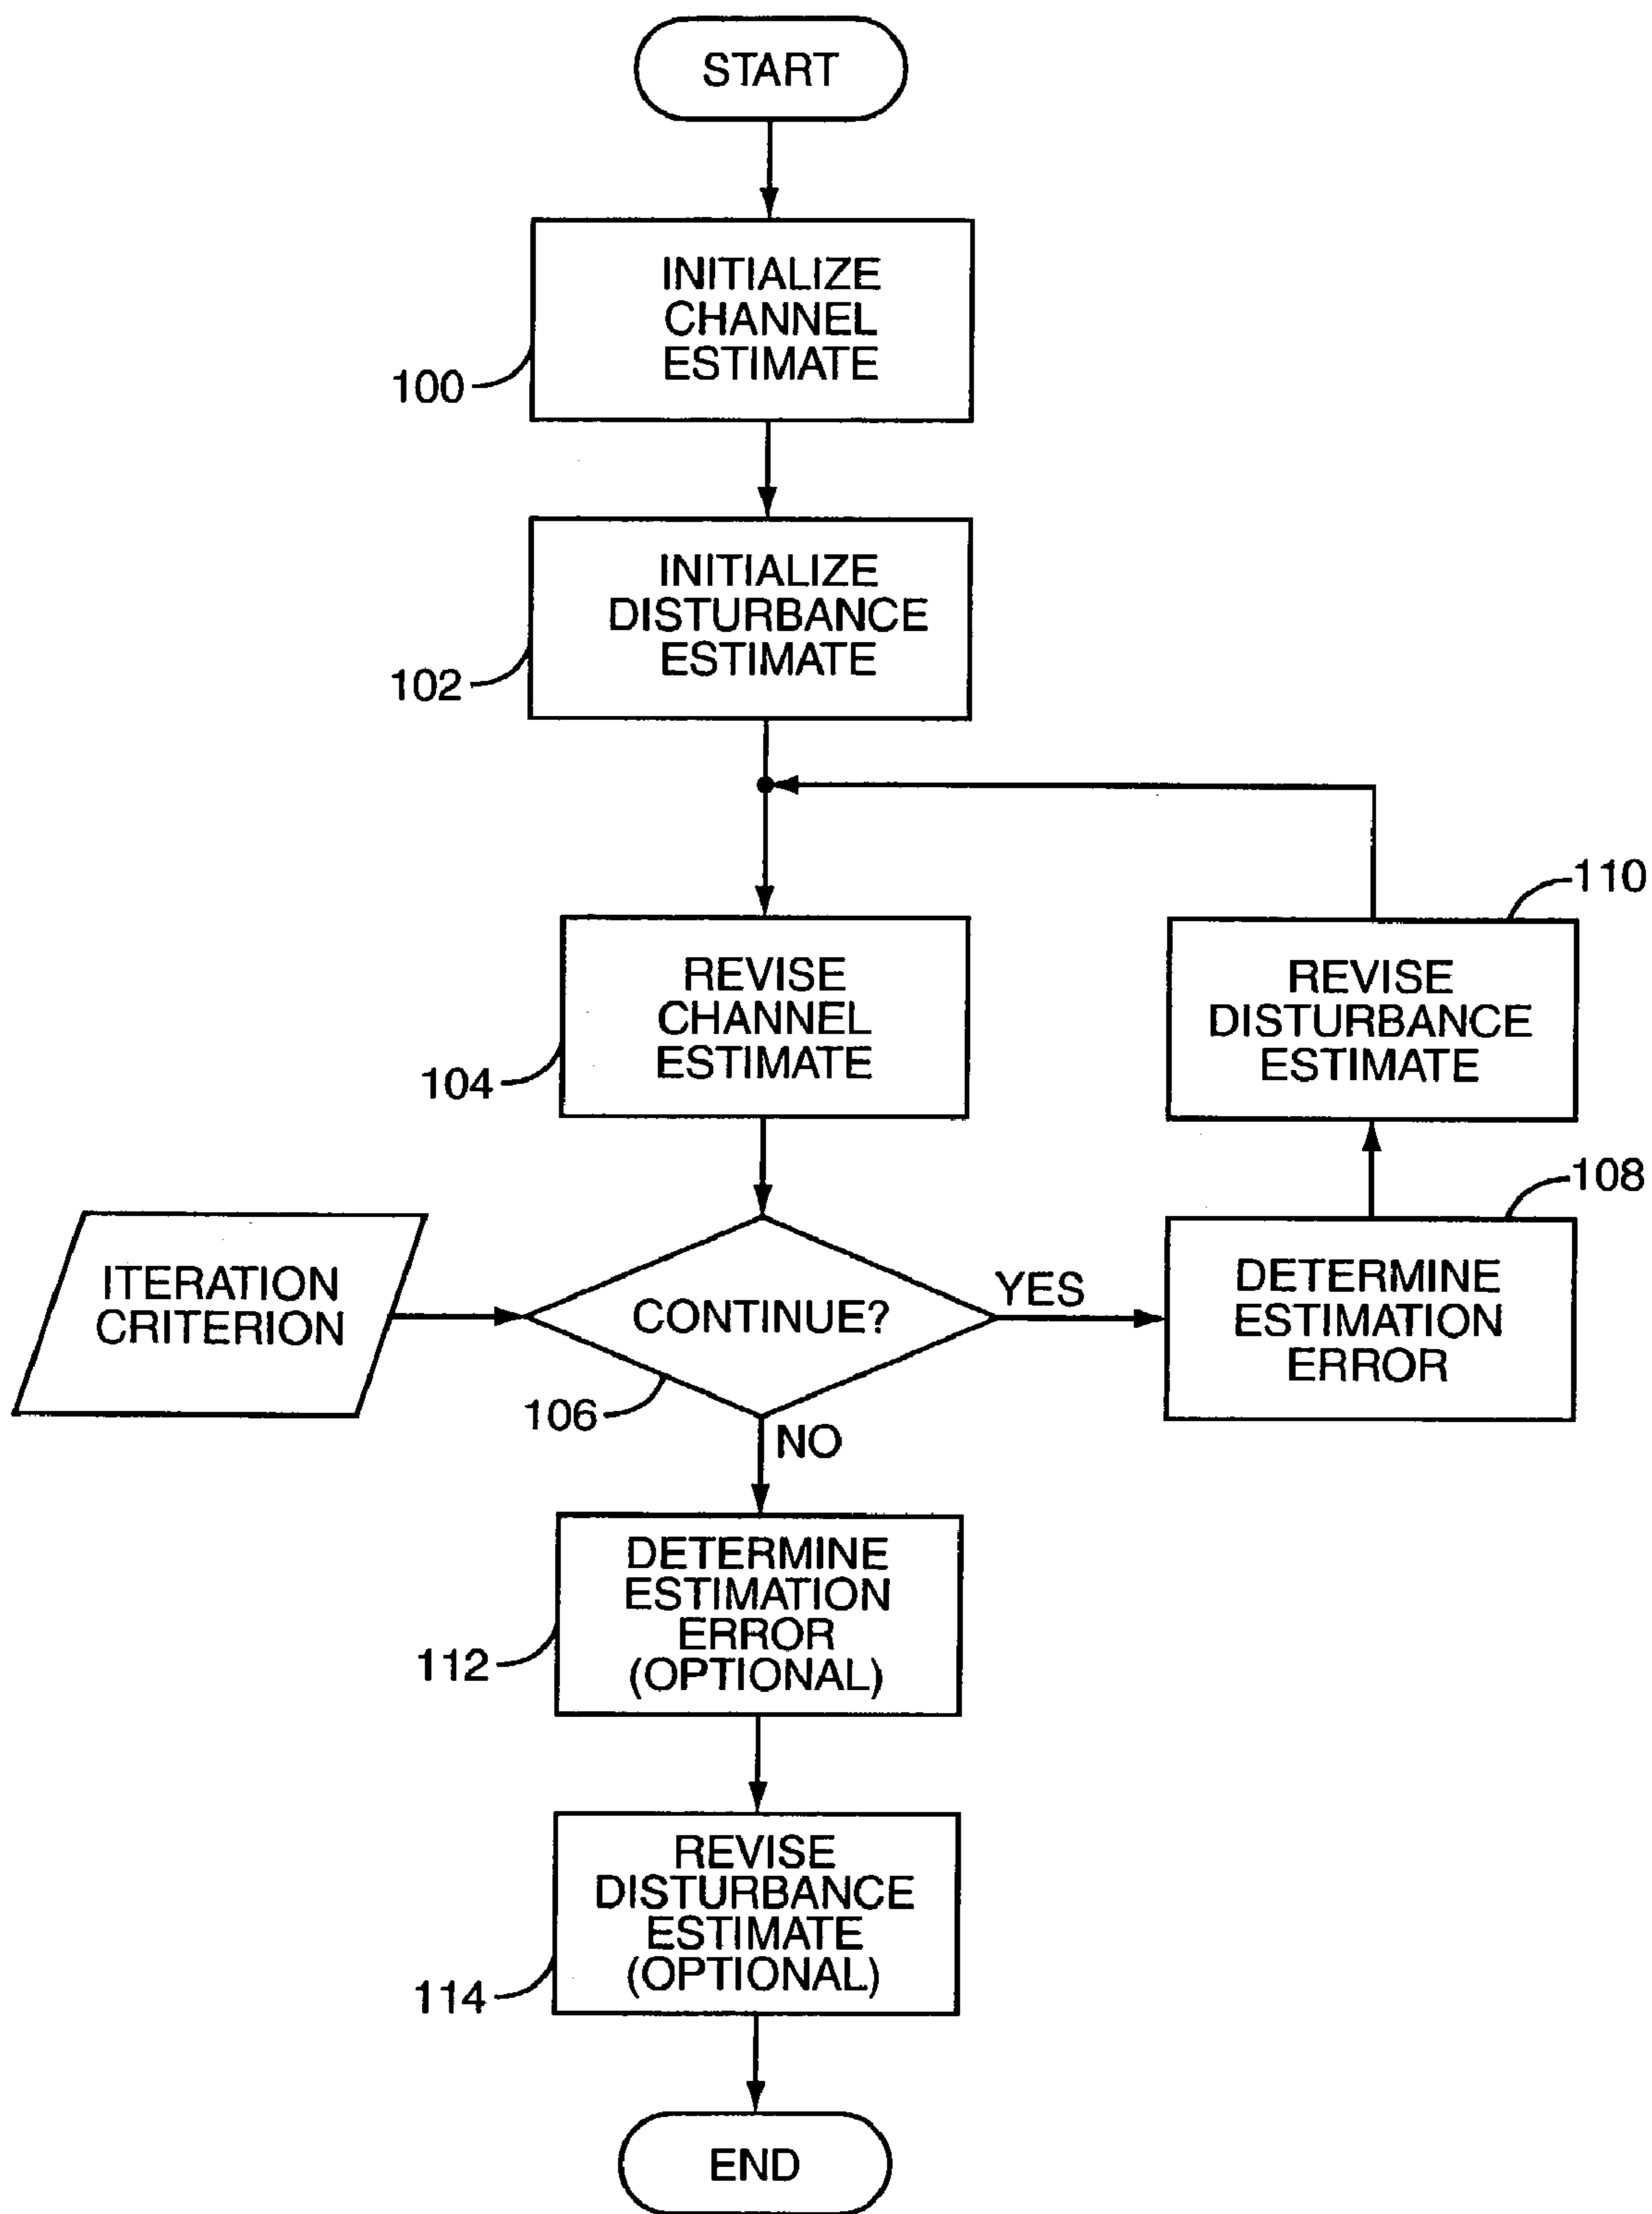 START
INITIALIZE
CHANNEL
ESTIMATE
100
INITIALIZE
DISTURBANCE
ESTIMATE
102
REVISE
CHANNEL
ESTIMATE
104
110
REVISE
DISTURBANCE
ESTIMATE
ITERATION
CRITERION
CONTINUE?
106
YES
NO
108
DETERMINE
ESTIMATION
ERROR
DETERMINE
ESTIMATION
ERROR
(OPTIONAL)
112
REVISE
DISTURBANCE
ESTIMATE
(OPTIONAL)
114
END